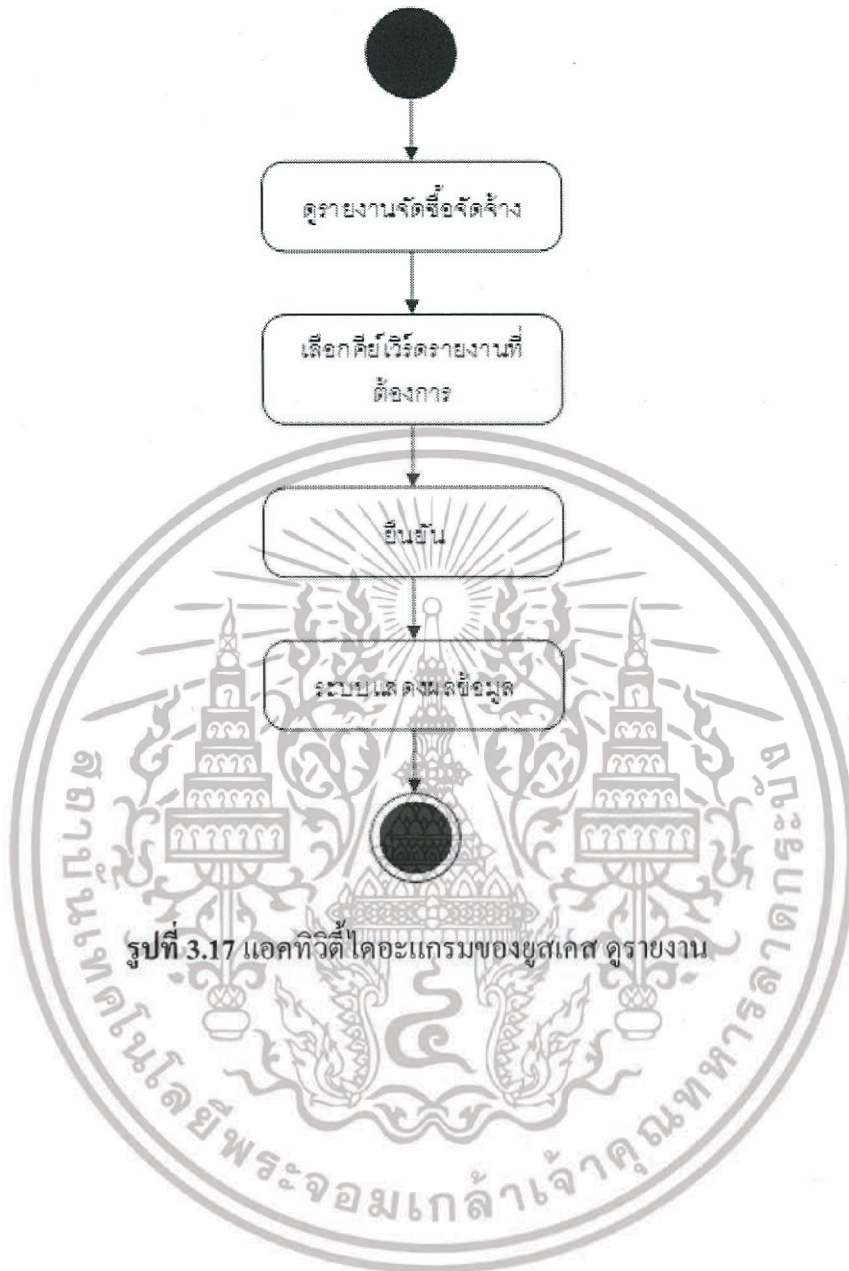 ดูรายงานจัดซื้อจัดจ้าง
เลือกคีย์เวิร์ดรายงานที่
ต้องการ
ยืนยัน
ระบบแสดงผลข้อมูล
รูปที่ 3.17 แอคทิวิตี้ไดอะแกรมของยูสเคส ดูรายงาน
สถาบันเทคโนโลยีพระจอมเกล้าเจ้าคุณทหารลาดกระบัง